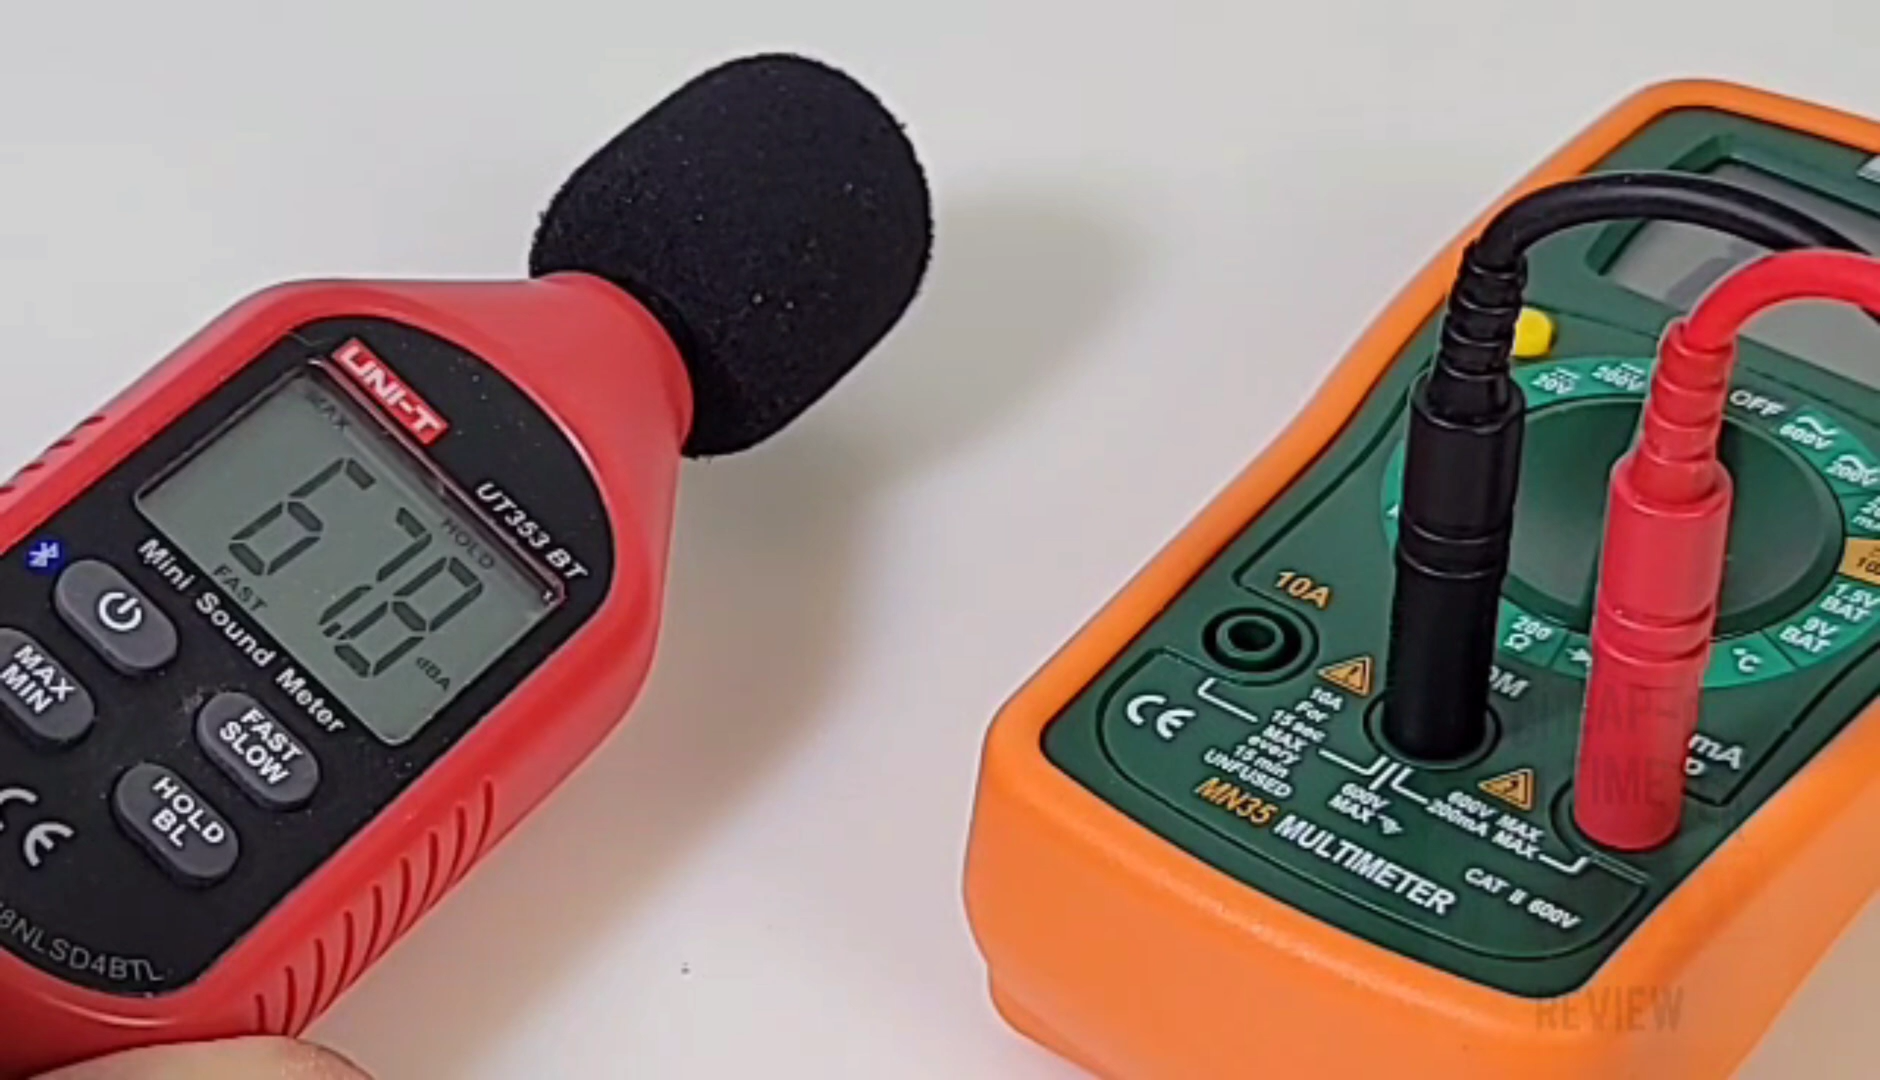 UNI-T
UT353 BT
MAX
HOLD
67.8
FAST
dBA
Mini Sound Meter
MAX
MIN
FAST
SLOW
HOLD
BL
CE
8NLSD4BTL
20V
200V
OFF
600V
200V
1.5V
BAT
9V
BAT
°C
200
Ω
10A
CE
10A
For
15 sec
MAX
every
15 min
UNFUSED
600V
MAX
600V MAX
200mA MAX
mA
MN35 MULTIMETER
CAT II 600V
REVIEW